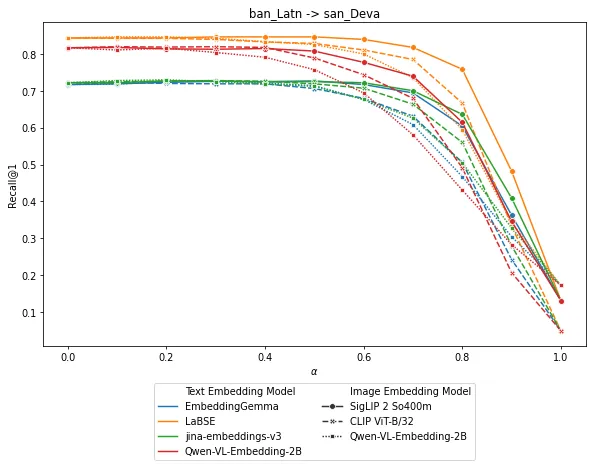 ban_Latn -> san_Deva
Recall@1
0.8
0.7
0.6
0.5
0.4
0.3
0.2
0.1
0.0 0.2 0.4 0.6 0.8 1.0
α
Text Embedding Model Image Embedding Model
EmbeddingGemma SigLIP 2 So400m
LaBSE CLIP ViT-B/32
jina-embeddings-v3 Qwen-VL-Embedding-2B
Qwen-VL-Embedding-2B